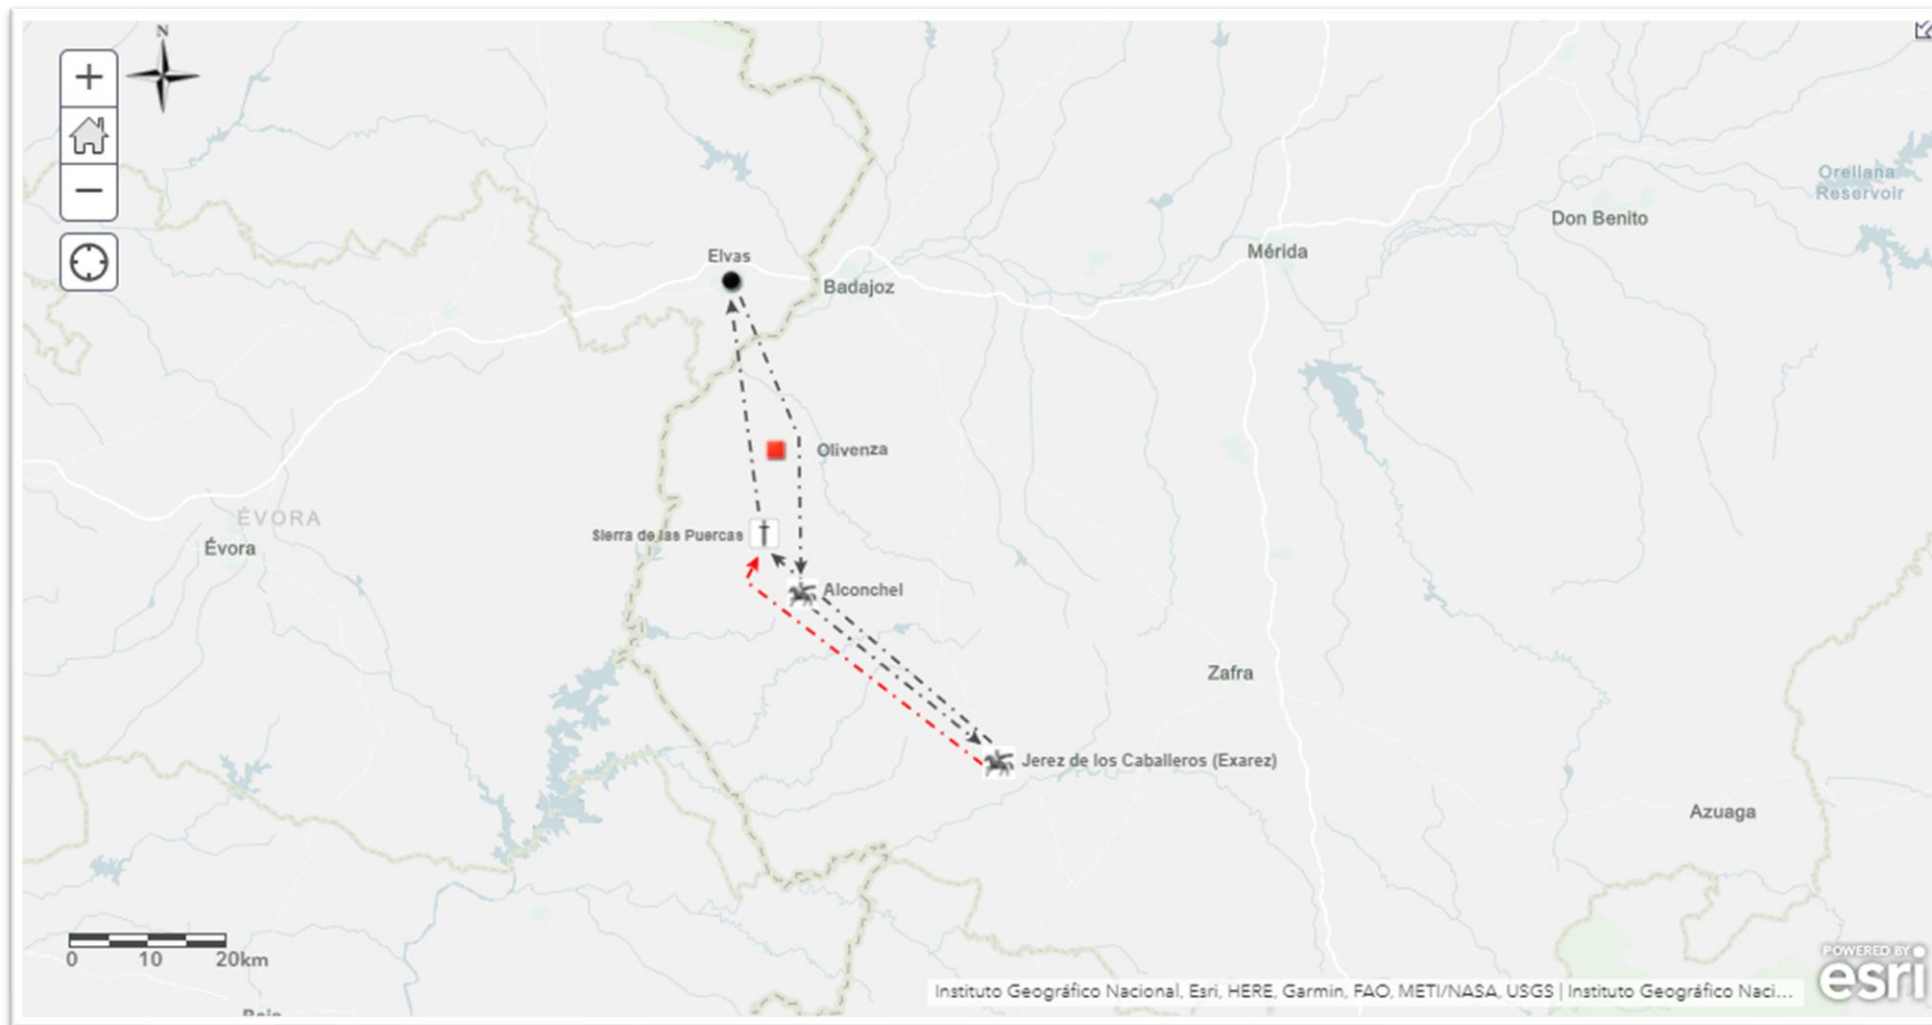 N
+
−
Orellana
Reservoir
Don Benito
Mérida
Elvas
Badajoz
Olivenza
ÉVORA
Évora
Sierra de las Puercas
Alconchel
Zafra
Jerez de los Caballeros (Exarez)
Azuaga
0 10 20km
POWERED BY
esri
Instituto Geográfico Nacional, Esri, HERE, Garmin, FAO, METI/NASA, USGS | Instituto Geográfico Naci...